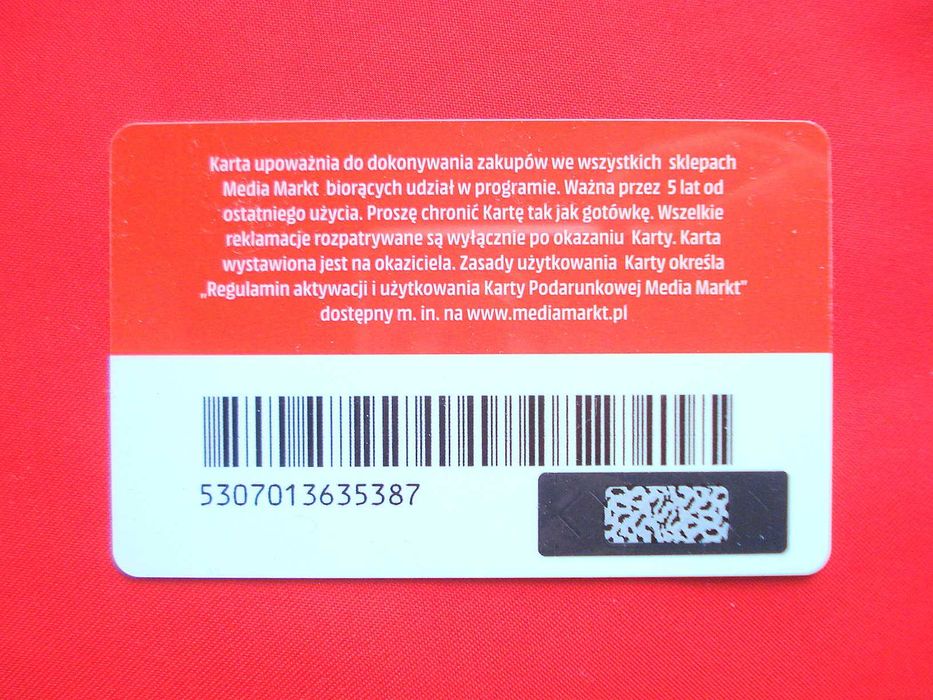 Karta upoważnia do dokonywania zakupów we wszystkich sklepach
Media Markt biorących udział w programie. Ważna przez 5 lat od
ostatniego użycia. Proszę chronić Kartę tak jak gotówkę. Wszelkie
reklamacje rozpatrywane są wyłącznie po okazaniu Karty. Karta
wystawiona jest na okaziciela. Zasady użytkowania Karty określa
„Regulamin aktywacji i użytkowania Karty Podarunkowej Media Markt”
dostępny m. in. na www.mediamarkt.pl
5307013635387